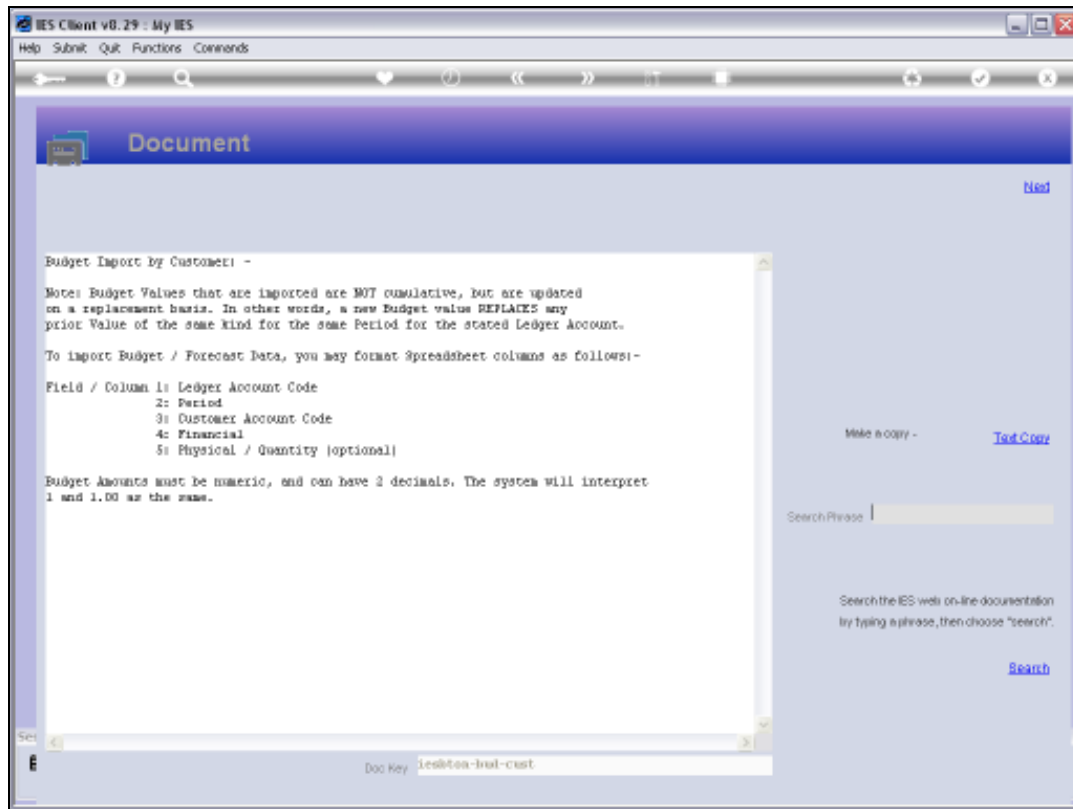 IES Client v8.29 : My IES
Help Submit Quit Functions Commands
Document
Next
Budget Import by Customer: -
Note: Budget Values that are imported are NOT cumulative, but are updated
on a replacement basis. In other words, a new Budget value REPLACES any
prior Value of the same kind for the same Period for the stated Ledger Account.
To import Budget / Forecast Data, you may format Spreadsheet columns as follows:-
Field / Column 1: Ledger Account Code
2: Period
3: Customer Account Code
4: Financial
5: Physical / Quantity (optional)
Budget Amounts must be numeric, and can have 2 decimals. The system will interpret
1 and 1.00 as the same.
Make a copy - Text Copy
Search Phrase
Search the IES web on-line documentation
by typing a phrase, then choose "search".
Search
Ses
Doc Key iesbton-bud-cust